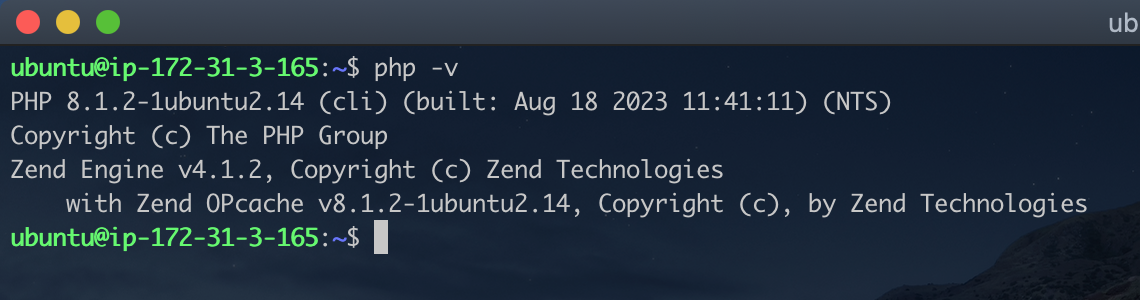 ub
ubuntu@ip-172-31-3-165:~$ php -v
PHP 8.1.2-1ubuntu2.14 (cli) (built: Aug 18 2023 11:41:11) (NTS)
Copyright (c) The PHP Group
Zend Engine v4.1.2, Copyright (c) Zend Technologies
    with Zend OPcache v8.1.2-1ubuntu2.14, Copyright (c), by Zend Technologies
ubuntu@ip-172-31-3-165:~$